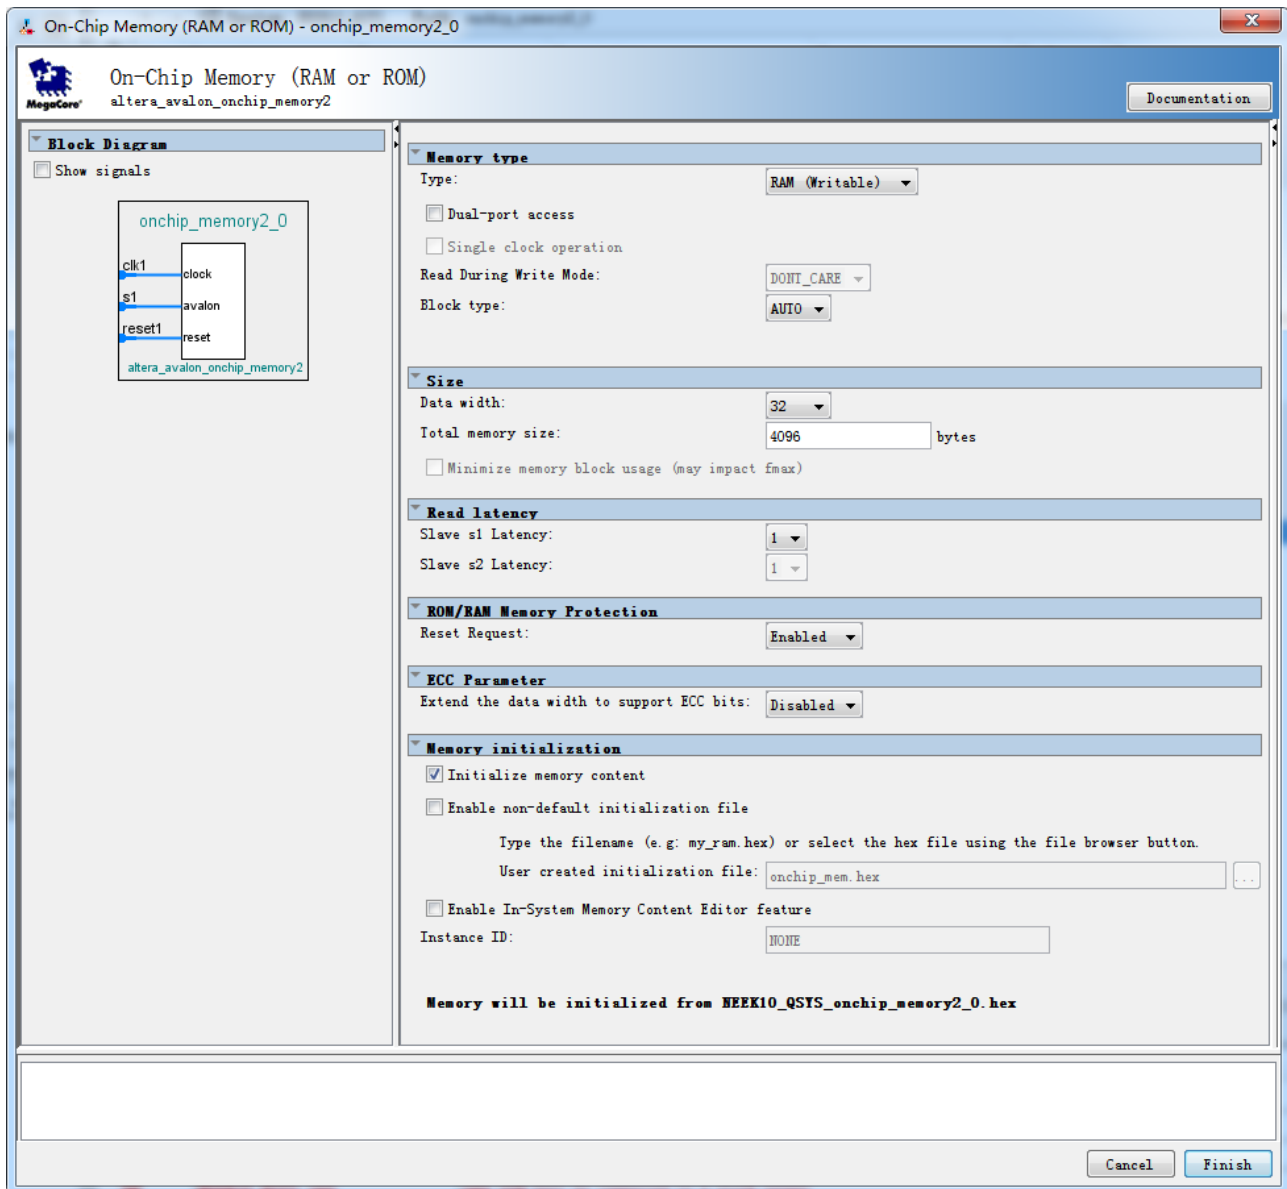 On-Chip Memory (RAM or ROM) - onchip_memory2_0
On-Chip Memory (RAM or ROM)
altera_avalon_onchip_memory2
MegaCore®
Documentation
Block Diagram
Show signals
onchip_memory2_0
clk1
clock
s1
avalon
reset1
reset
altera_avalon_onchip_memory2
Memory type
Type: RAM (Writable)
Dual-port access
Single clock operation
Read During Write Mode: DONT_CARE
Block type: AUTO
Size
Data width: 32
Total memory size: 4096 bytes
Minimize memory block usage (may impact fmax)
Read latency
Slave s1 Latency: 1
Slave s2 Latency: 1
ROM/RAM Memory Protection
Reset Request: Enabled
ECC Parameter
Extend the data width to support ECC bits: Disabled
Memory initialization
Initialize memory content
Enable non-default initialization file
Type the filename (e.g: my_ram.hex) or select the hex file using the file browser button.
User created initialization file: onchip_mem.hex ...
Enable In-System Memory Content Editor feature
Instance ID: NONE
Memory will be initialized from NEEK10_QSYS_onchip_memory2_0.hex
Cancel Finish